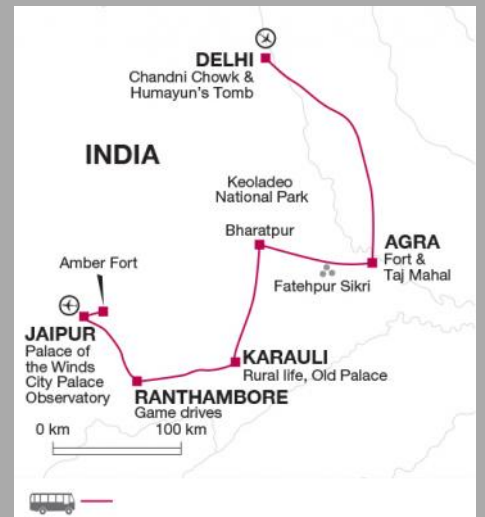 DELHI
Chandni Chowk &
Humayun's Tomb
INDIA
Keoladeo
National Park
Bharatpur
AGRA
Fort &
Taj Mahal
Fatehpur Sikri
Amber Fort
JAIPUR
Palace of
the Winds
City Palace
Observatory
KARAULI
Rural life, Old Palace
RANTHAMBORE
Game drives
0 km 100 km